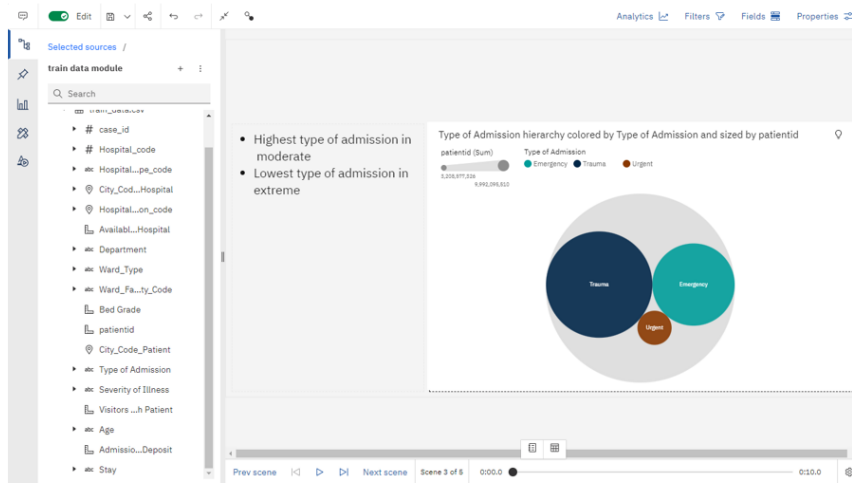 Edit
Analytics
Filters
Fields
Properties
Selected sources /
train data module
Search
train_data.csv
case_id
Hospital_code
Hospital...pe_code
City_Cod...Hospital
Hospital...on_code
Availabl...Hospital
Department
Ward_Type
Ward_Fa...ty_Code
Bed Grade
patientid
City_Code_Patient
Type of Admission
Severity of Illness
Visitors ...h Patient
Age
Admissio...Deposit
Stay
• Highest type of admission in
moderate
• Lowest type of admission in
extreme
Type of Admission hierarchy colored by Type of Admission and sized by patientid
patientid (Sum)
Type of Admission
Emergency Trauma Urgent
Trauma
Emergency
Urgent
Prev scene
Next scene
Scene 3 of 5
0:00.0
0:10.0